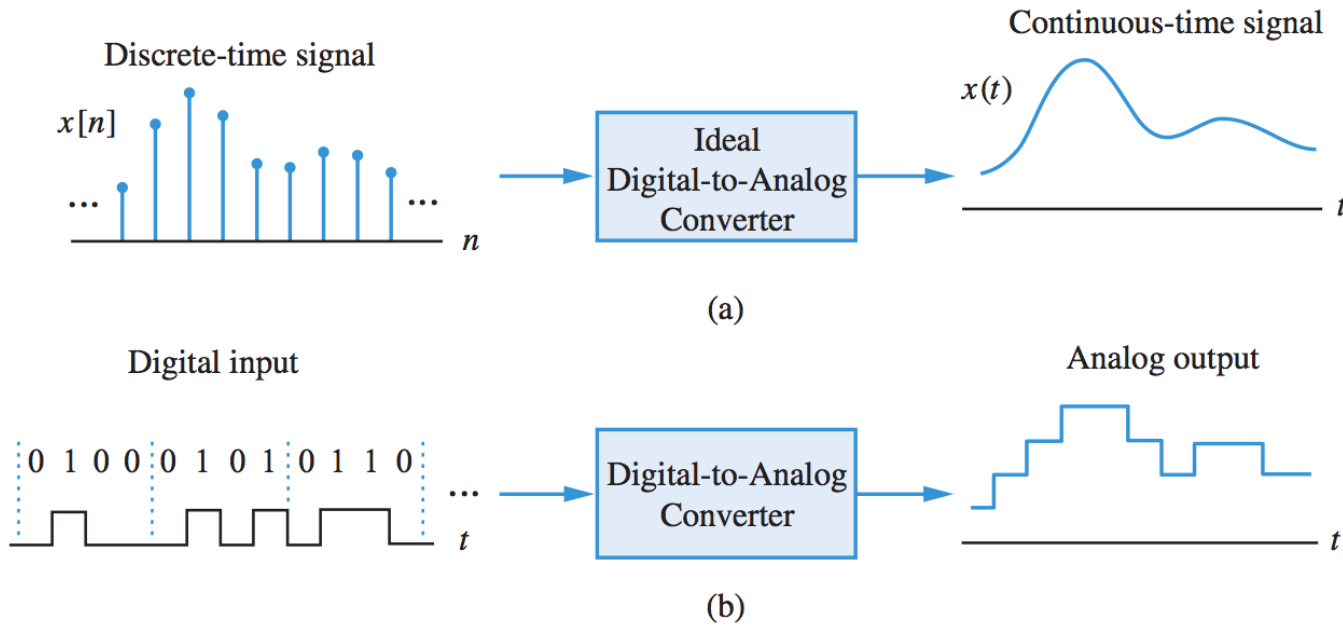 Discrete-time signal
x[n]
...
...
n
Ideal
Digital-to-Analog
Converter
Continuous-time signal
x(t)
t
(a)
Digital input
0 1 0 0 0 1 0 1 0 1 1 0
...
t
Digital-to-Analog
Converter
Analog output
t
(b)